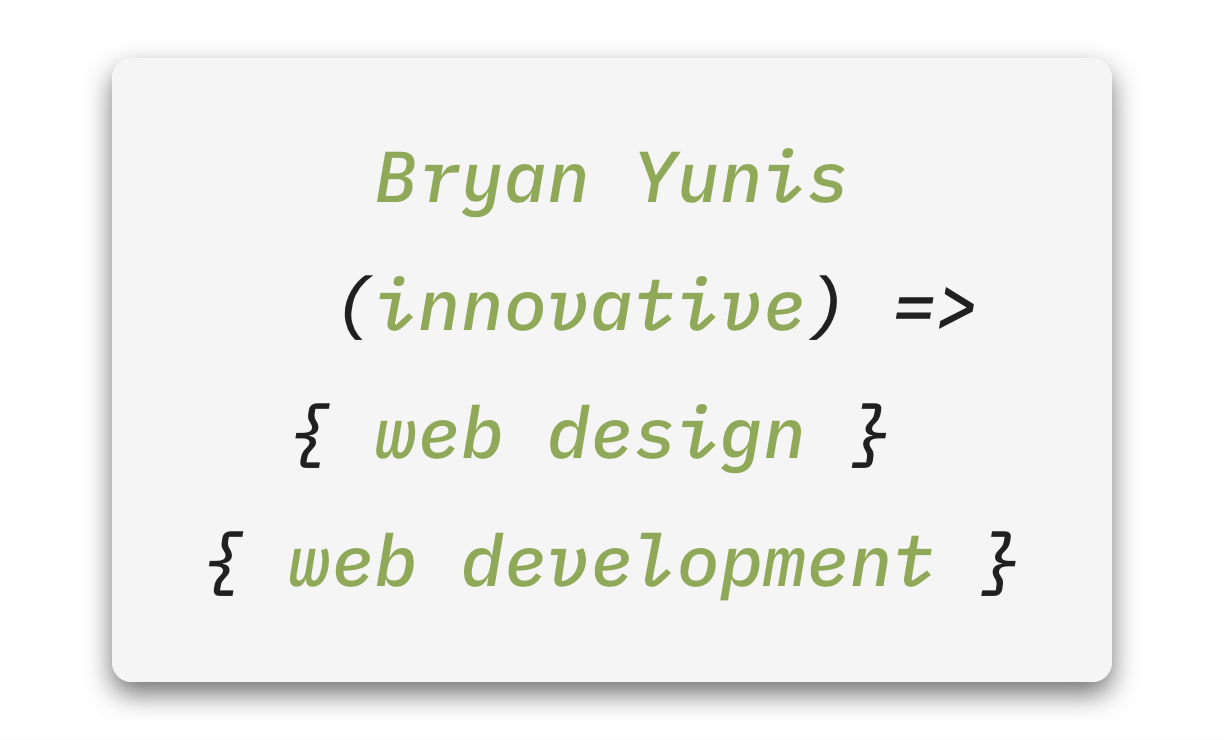 Bryan Yunis
(innovative) =>
{ web design }
{ web development }